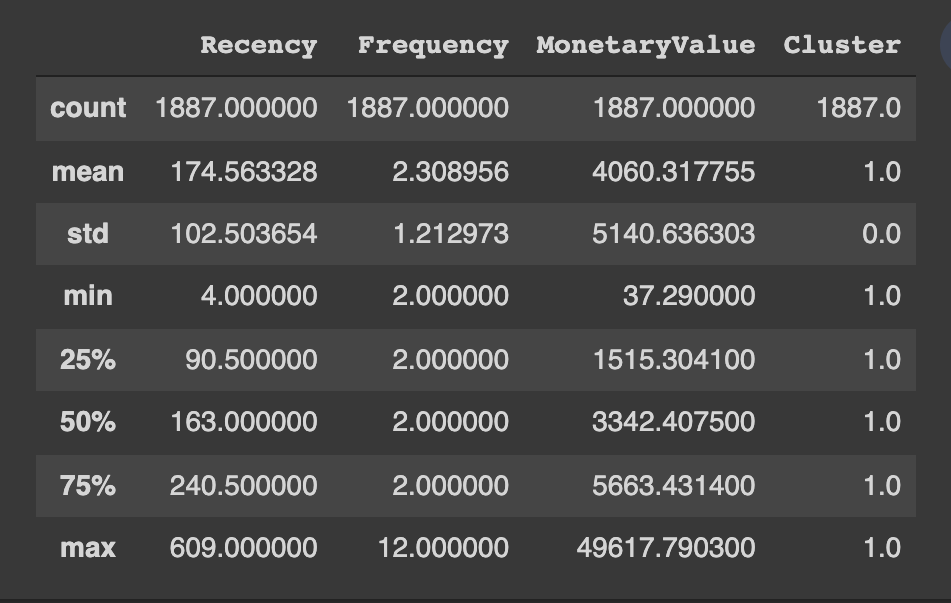 Recency Frequency MonetaryValue Cluster
count 1887.000000 1887.000000 1887.000000 1887.0
mean 174.563328 2.308956 4060.317755 1.0
std 102.503654 1.212973 5140.636303 0.0
min 4.000000 2.000000 37.290000 1.0
25% 90.500000 2.000000 1515.304100 1.0
50% 163.000000 2.000000 3342.407500 1.0
75% 240.500000 2.000000 5663.431400 1.0
max 609.000000 12.000000 49617.790300 1.0